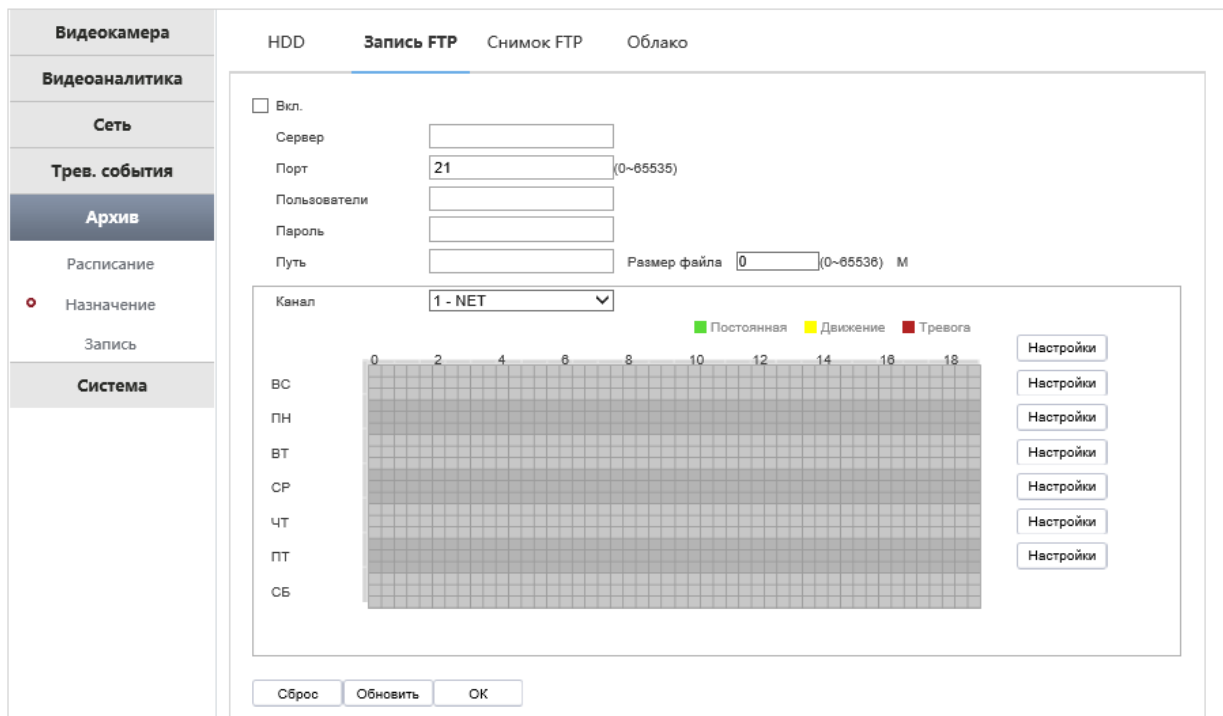 Видеокамера
Видеоаналитика
Сеть
Трев. события
Архив
Расписание
Назначение
Запись
Система
HDD Запись FTP Снимок FTP Облако
Вкл.
Сервер
Порт 21 (0~65535)
Пользователи
Пароль
Путь Размер файла 0 (0~65536) М
Канал 1 - NET
Постоянная Движение Тревога
Настройки
0 2 4 6 8 10 12 14 16 18
ВС Настройки
ПН Настройки
ВТ Настройки
СР Настройки
ЧТ Настройки
ПТ Настройки
СБ
Сброс Обновить ОК